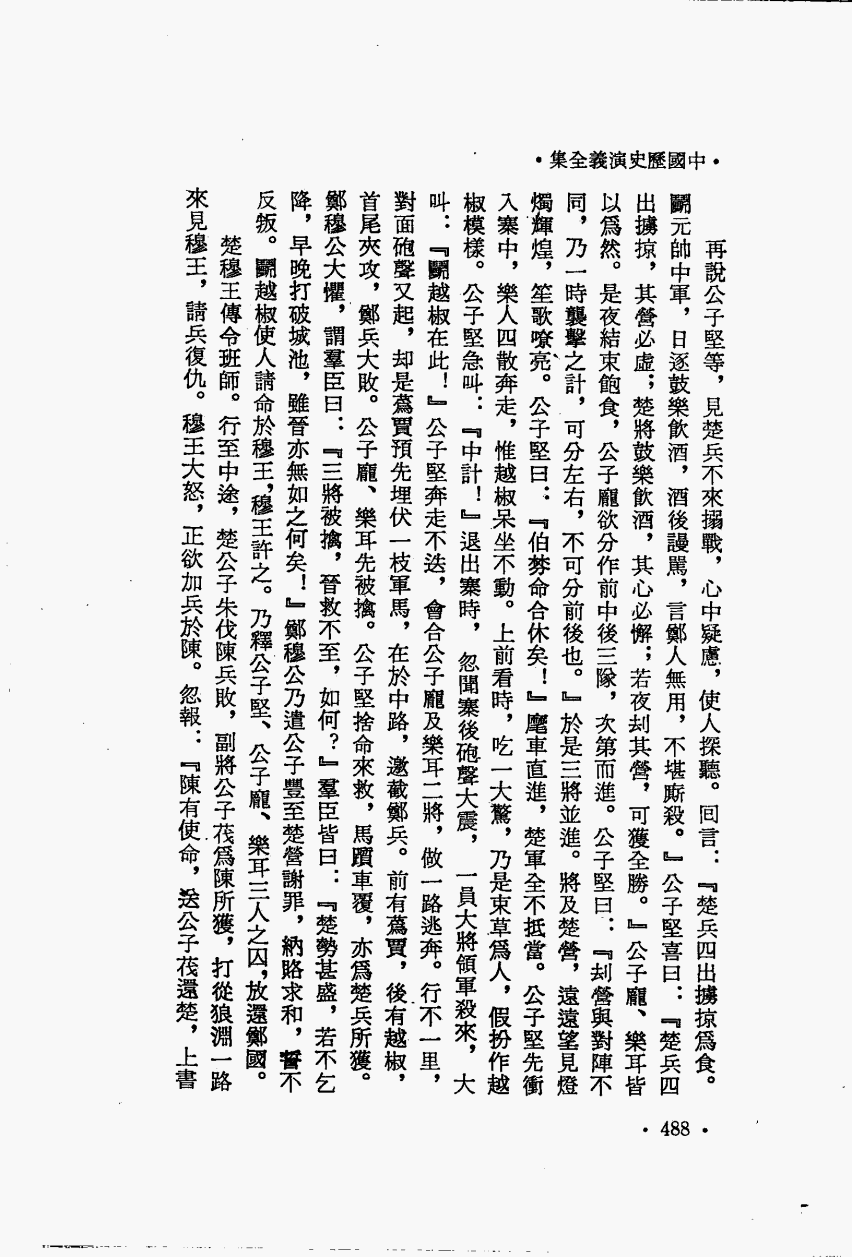 •中國歷史演義全集•
再說公子堅等，見楚兵不來搦戰，心中疑慮，使人探聽。回言：『楚兵四出擄掠爲食。
鬭元帥中軍，日逐鼓樂飲酒，酒後謾罵，言鄭人無用，不堪廝殺。』公子堅喜曰：『楚兵四
出擄掠，其營必虛；楚將鼓樂飲酒，其心必懈；若夜刦其營，可獲全勝。』公子龐、樂耳皆
以爲然。是夜結束飽食，公子龐欲分作前中後三隊，次第而進。公子堅曰：『刦營與對陣不
同，乃一時襲擊之計，可分左右，不可分前後也。』於是三將並進。將及楚營，遠遠望見燈
燭輝煌，笙歌嘹亮。公子堅曰：『伯棼命合休矣！』麾車直進，楚軍全不抵當。公子堅先衝
入寨中，樂人四散奔走，惟越椒呆坐不動。上前看時，吃一大驚，乃是束草爲人，假扮作越
椒模樣。公子堅急叫：『中計！』退出寨時，忽聞寨後砲聲大震，一員大將領軍殺來，大
叫：『鬭越椒在此！』公子堅奔走不迭，會合公子龐及樂耳二將，做一路逃奔。行不一里，
對面砲聲又起，却是蔿賈預先埋伏一枝軍馬，在於中路，邀截鄭兵。前有蔿賈，後有越椒，
首尾夾攻，鄭兵大敗。公子龐、樂耳先被擒。公子堅捨命來救，馬躓車覆，亦爲楚兵所獲。
鄭穆公大懼，謂羣臣曰：『三將被擒，晉救不至，如何？』羣臣皆曰：『楚勢甚盛，若不乞
降，早晚打破城池，雖晉亦無如之何矣！』鄭穆公乃遣公子豐至楚營謝罪，納賂求和，誓不
反叛。鬭越椒使人請命於穆王，穆王許之。乃釋公子堅、公子龐、樂耳三人之囚，放還鄭國。
楚穆王傳令班師。行至中途，楚公子朱伐陳兵敗，副將公子茷爲陳所獲，打從狼淵一路
來見穆王，請兵復仇。穆王大怒，正欲加兵於陳。忽報：『陳有使命，送公子茷還楚，上書
•488•